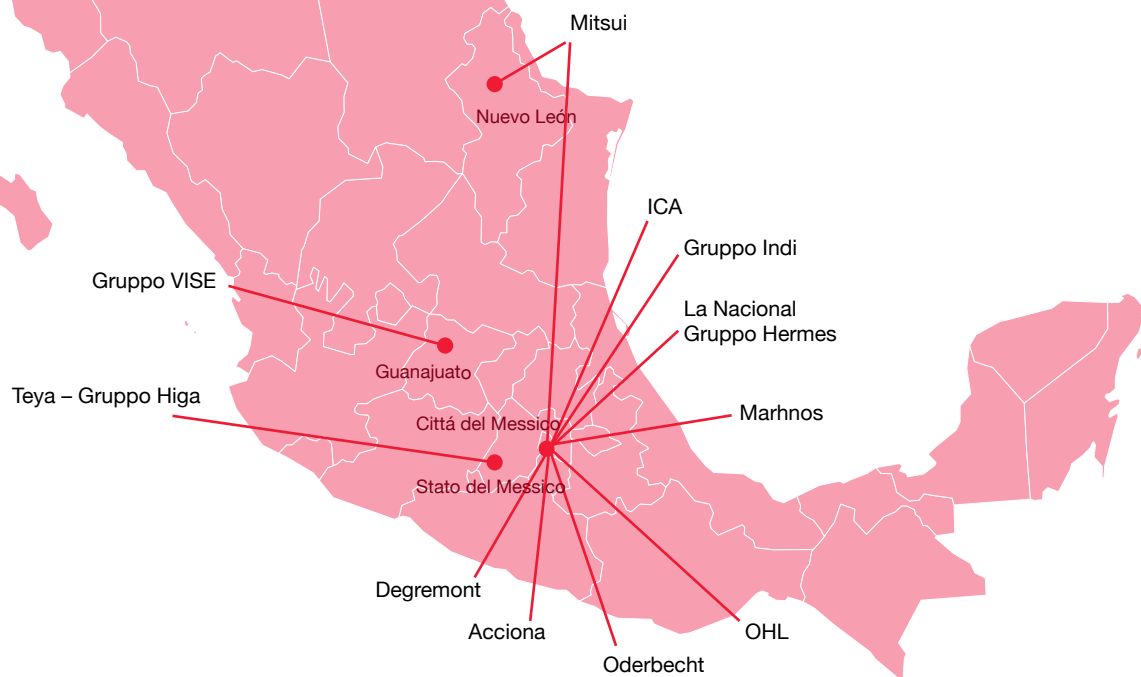 Mitsui
Nuevo León
ICA
Gruppo Indi
Gruppo VISE
La Nacional
Gruppo Hermes
Guanajuato
Teya – Gruppo Higa
Marhnos
Cittá del Messico
Stato del Messico
Degremont
Acciona
OHL
Oderbecht